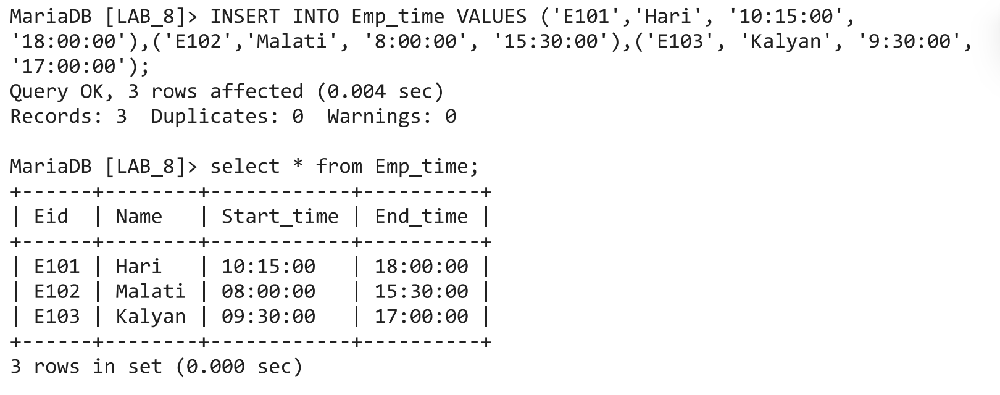 MariaDB [LAB_8]> INSERT INTO Emp_time VALUES ('E101','Hari', '10:15:00',
'18:00:00'),('E102','Malati', '8:00:00', '15:30:00'),('E103', 'Kalyan', '9:30:00',
'17:00:00');
Query OK, 3 rows affected (0.004 sec)
Records: 3  Duplicates: 0  Warnings: 0

MariaDB [LAB_8]> select * from Emp_time;
+------+--------+------------+----------+
| Eid  | Name   | Start_time | End_time |
+------+--------+------------+----------+
| E101 | Hari   | 10:15:00   | 18:00:00 |
| E102 | Malati | 08:00:00   | 15:30:00 |
| E103 | Kalyan | 09:30:00   | 17:00:00 |
+------+--------+------------+----------+
3 rows in set (0.000 sec)